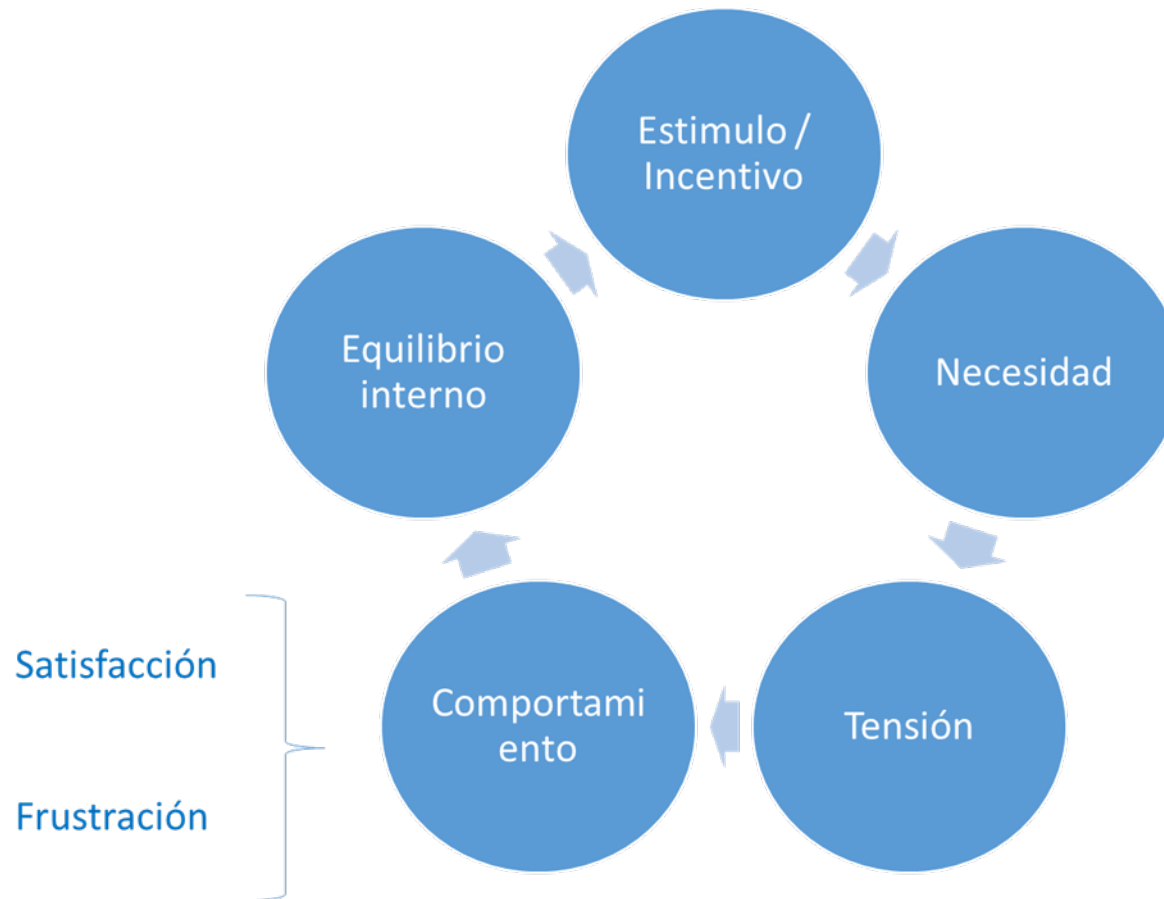 Estimulo /
Incentivo
Necesidad
Tensión
Comportami
ento
Equilibrio
interno
Satisfacción
Frustración